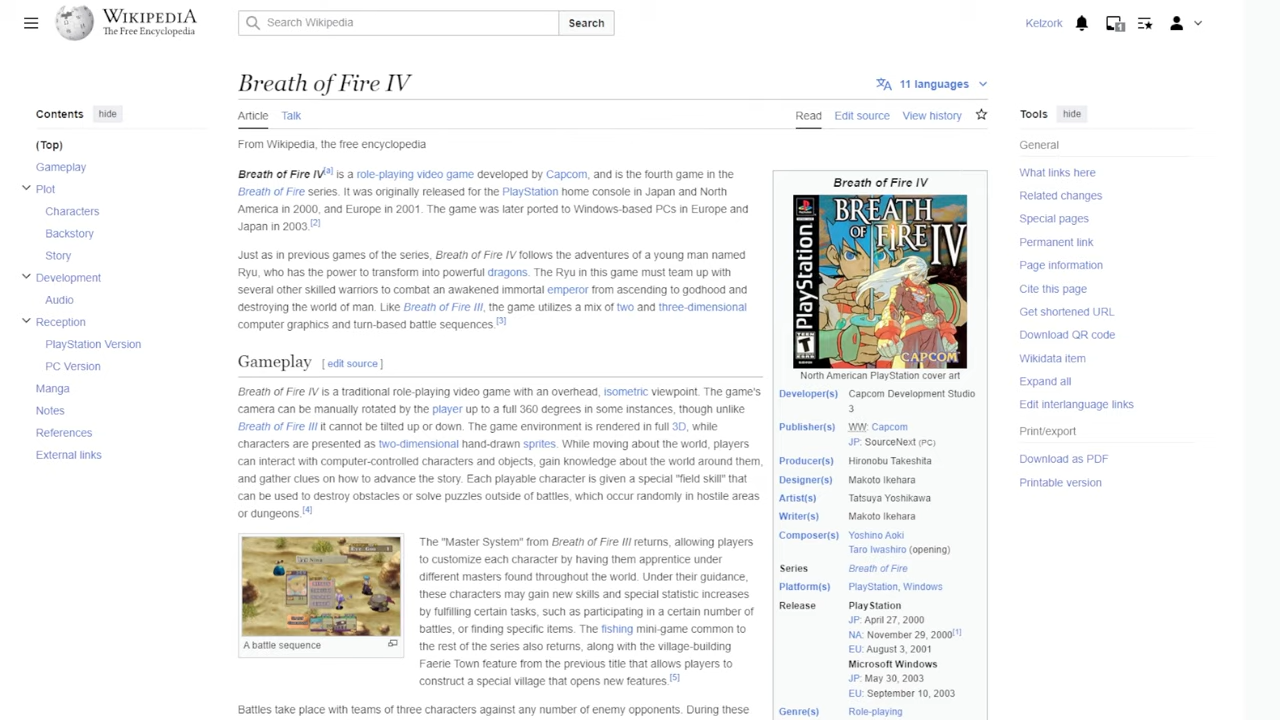 WIKIPEDIA
The Free Encyclopedia
Search Wikipedia
Search
Kelzork
1
Breath of Fire IV
11 languages
Contents
hide
(Top)
Gameplay
Plot
Characters
Backstory
Story
Development
Audio
Reception
PlayStation Version
PC Version
Manga
Notes
References
External links
Article
Talk
Read
Edit source
View history
From Wikipedia, the free encyclopedia
Breath of Fire IV[a] is a role-playing video game developed by Capcom, and is the fourth game in the
Breath of Fire series. It was originally released for the PlayStation home console in Japan and North
America in 2000, and Europe in 2001. The game was later ported to Windows-based PCs in Europe and
Japan in 2003.[2]
Just as in previous games of the series, Breath of Fire IV follows the adventures of a young man named
Ryu, who has the power to transform into powerful dragons. The Ryu in this game must team up with
several other skilled warriors to combat an awakened immortal emperor from ascending to godhood and
destroying the world of man. Like Breath of Fire III, the game utilizes a mix of two and three-dimensional
computer graphics and turn-based battle sequences.[3]
Gameplay [ edit source ]
Breath of Fire IV is a traditional role-playing video game with an overhead, isometric viewpoint. The game's
camera can be manually rotated by the player up to a full 360 degrees in some instances, though unlike
Breath of Fire III it cannot be tilted up or down. The game environment is rendered in full 3D, while
characters are presented as two-dimensional hand-drawn sprites. While moving about the world, players
can interact with computer-controlled characters and objects, gain knowledge about the world around them,
and gather clues on how to advance the story. Each playable character is given a special "field skill" that
can be used to destroy obstacles or solve puzzles outside of battles, which occur randomly in hostile areas
or dungeons.[4]
A battle sequence
The "Master System" from Breath of Fire III returns, allowing players
to customize each character by having them apprentice under
different masters found throughout the world. Under their guidance,
these characters may gain new skills and special statistic increases
by fulfilling certain tasks, such as participating in a certain number of
battles, or finding specific items. The fishing mini-game common to
the rest of the series also returns, along with the village-building
Faerie Town feature from the previous title that allows players to
construct a special village that opens new features.[5]
Battles take place with teams of three characters against any number of enemy opponents. During these
Breath of Fire IV
PlayStation
BREATH
OF FIRE IV
TEEN
T
CAPCOM
North American PlayStation cover art
Developer(s) Capcom Development Studio
3
Publisher(s) WW: Capcom
JP: SourceNext (PC)
Producer(s) Hironobu Takeshita
Designer(s) Makoto Ikehara
Artist(s) Tatsuya Yoshikawa
Writer(s) Makoto Ikehara
Composer(s) Yoshino Aoki
Taro Iwashiro (opening)
Series Breath of Fire
Platform(s) PlayStation, Windows
Release PlayStation
JP: April 27, 2000
NA: November 29, 2000[1]
EU: August 3, 2001
Microsoft Windows
JP: May 30, 2003
EU: September 10, 2003
Genre(s) Role-playing
Tools
hide
General
What links here
Related changes
Special pages
Permanent link
Page information
Cite this page
Get shortened URL
Download QR code
Wikidata item
Expand all
Edit interlanguage links
Print/export
Download as PDF
Printable version